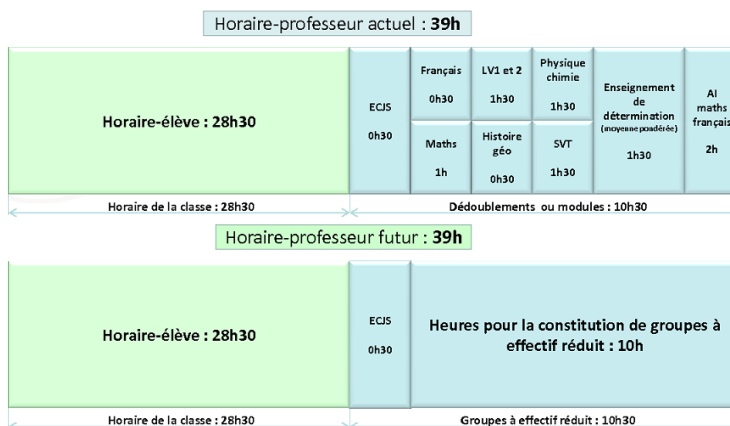 Horaire-professeur actuel : 39h
Horaire-élève : 28h30
ECJS
0h30
Français
0h30
Maths
1h
LV1 et 2
1h30
Histoire
géo
0h30
Physique
chimie
1h30
SVT
1h30
Enseignement
de
détermination
(moyenne pondérée)
1h30
AI
maths
français
2h
Horaire de la classe : 28h30
Dédoublements ou modules : 10h30
Horaire-professeur futur : 39h
Horaire-élève : 28h30
ECJS
0h30
Heures pour la constitution de groupes à
effectif réduit : 10h
Horaire de la classe : 28h30
Groupes à effectif réduit : 10h30